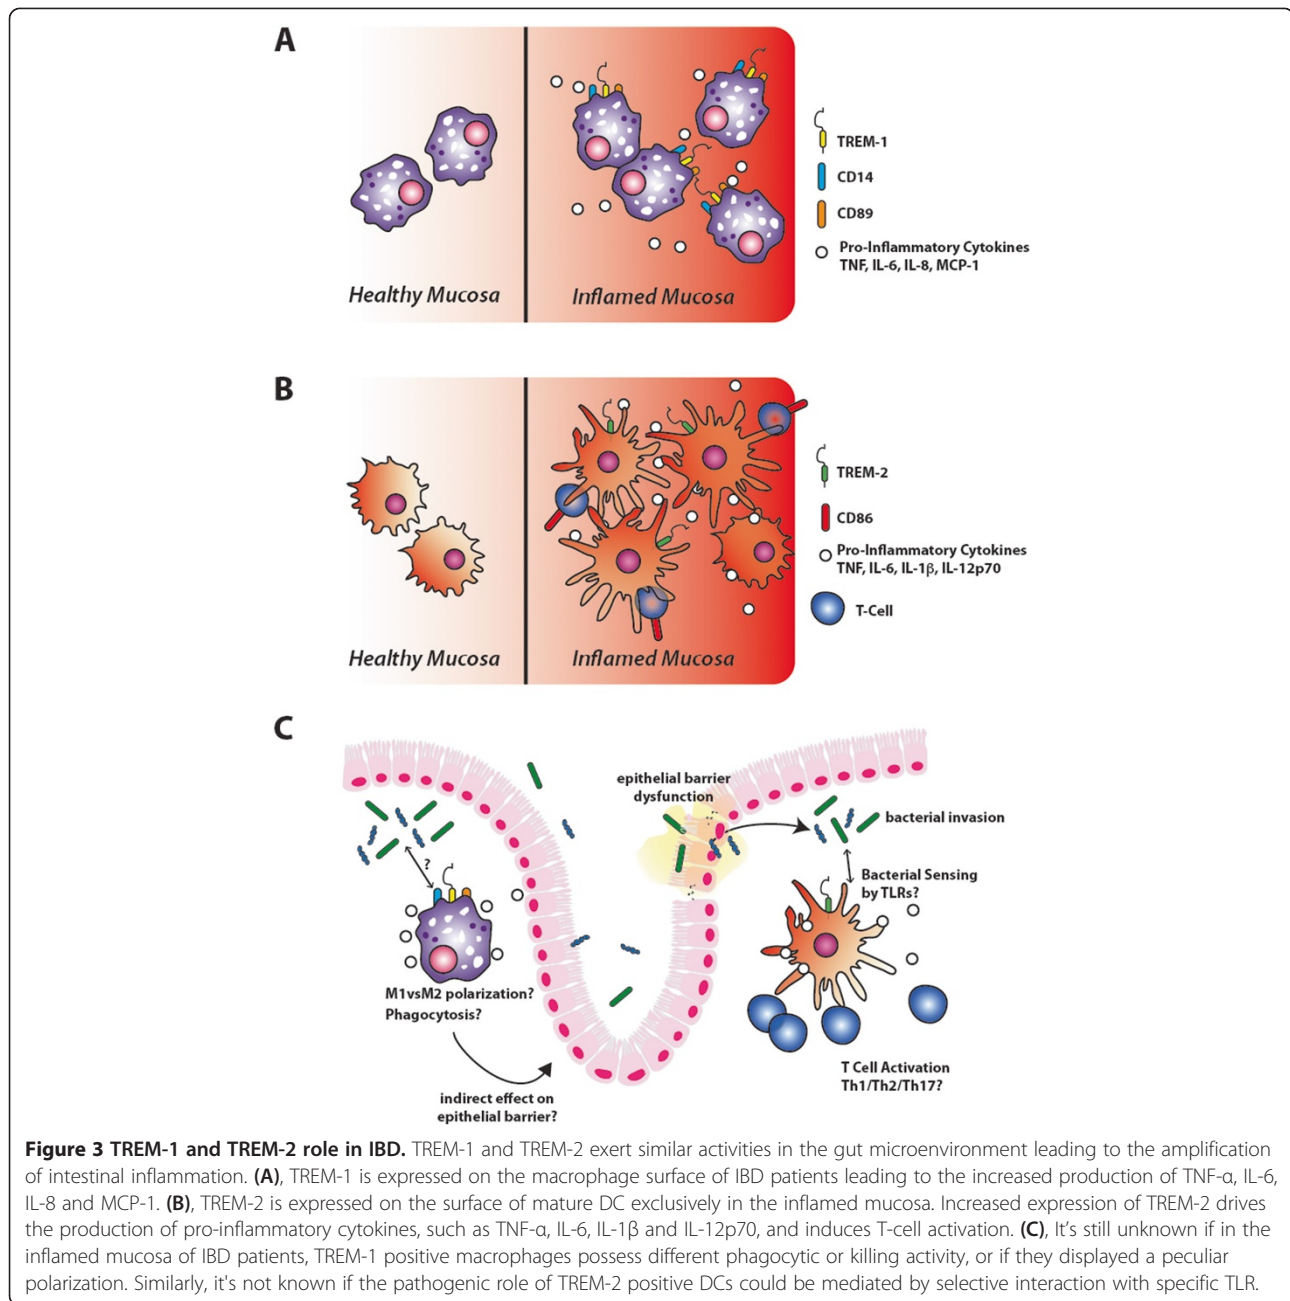 A
TREM-1
CD14
CD89
Pro-Inflammatory Cytokines
TNF, IL-6, IL-8, MCP-1
Healthy Mucosa
Inflamed Mucosa
B
TREM-2
CD86
Pro-Inflammatory Cytokines
TNF, IL-6, IL-1β, IL-12p70
T-Cell
Healthy Mucosa
Inflamed Mucosa
C
epithelial barrier
dysfunction
bacterial invasion
?
Bacterial Sensing
by TLRs?
M1vsM2 polarization?
Phagocytosis?
T Cell Activation
Th1/Th2/Th17?
indirect effect on
epithelial barrier?
Figure 3 TREM-1 and TREM-2 role in IBD. TREM-1 and TREM-2 exert similar activities in the gut microenvironment leading to the amplification
of intestinal inflammation. (A), TREM-1 is expressed on the macrophage surface of IBD patients leading to the increased production of TNF-α, IL-6,
IL-8 and MCP-1. (B), TREM-2 is expressed on the surface of mature DC exclusively in the inflamed mucosa. Increased expression of TREM-2 drives
the production of pro-inflammatory cytokines, such as TNF-α, IL-6, IL-1β and IL-12p70, and induces T-cell activation. (C), It's still unknown if in the
inflamed mucosa of IBD patients, TREM-1 positive macrophages possess different phagocytic or killing activity, or if they displayed a peculiar
polarization. Similarly, it's not known if the pathogenic role of TREM-2 positive DCs could be mediated by selective interaction with specific TLR.